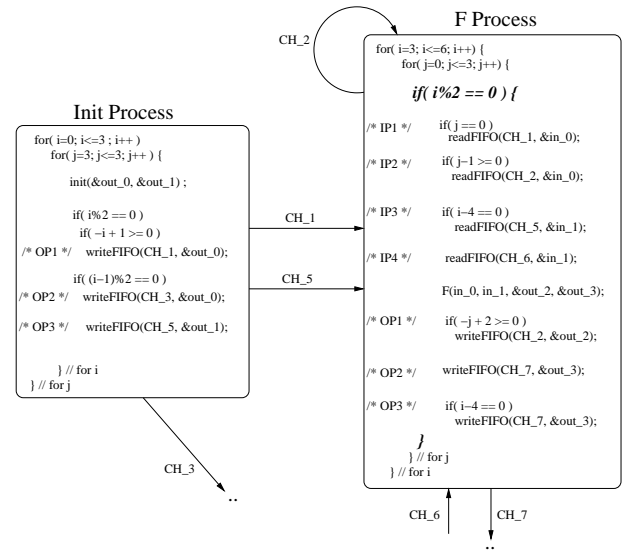 Init Process
for( i=0; i<=3 ; i++ )
for( j=3; j<=3; j++ ) {
init(&out_0, &out_1) ;
if( i%2 == 0 )
if( −i + 1 >= 0 )
/* OP1 */ writeFIFO(CH_1, &out_0);
if( (i−1)%2 == 0 )
/* OP2 */ writeFIFO(CH_3, &out_0);
/* OP3 */ writeFIFO(CH_5, &out_1);
} // for i
} // for j
CH_1
CH_5
CH_3
..
CH_2
F Process
for( i=3; i<=6; i++) {
for( j=0; j<=3; j++) {
if( i%2 == 0 ) {
/* IP1 */ if( j == 0 )
readFIFO(CH_1, &in_0);
/* IP2 */ if( j−1 >= 0 )
readFIFO(CH_2, &in_0);
/* IP3 */ if( i−4 == 0 )
readFIFO(CH_5, &in_1);
/* IP4 */ readFIFO(CH_6, &in_1);
F(in_0, in_1, &out_2, &out_3);
/* OP1 */ if( −j + 2 >= 0 )
writeFIFO(CH_2, &out_2);
/* OP2 */ writeFIFO(CH_7, &out_3);
/* OP3 */ if( i−4 == 0 )
writeFIFO(CH_7, &out_3);
}
} // for j
} // for i
CH_6
CH_7
..